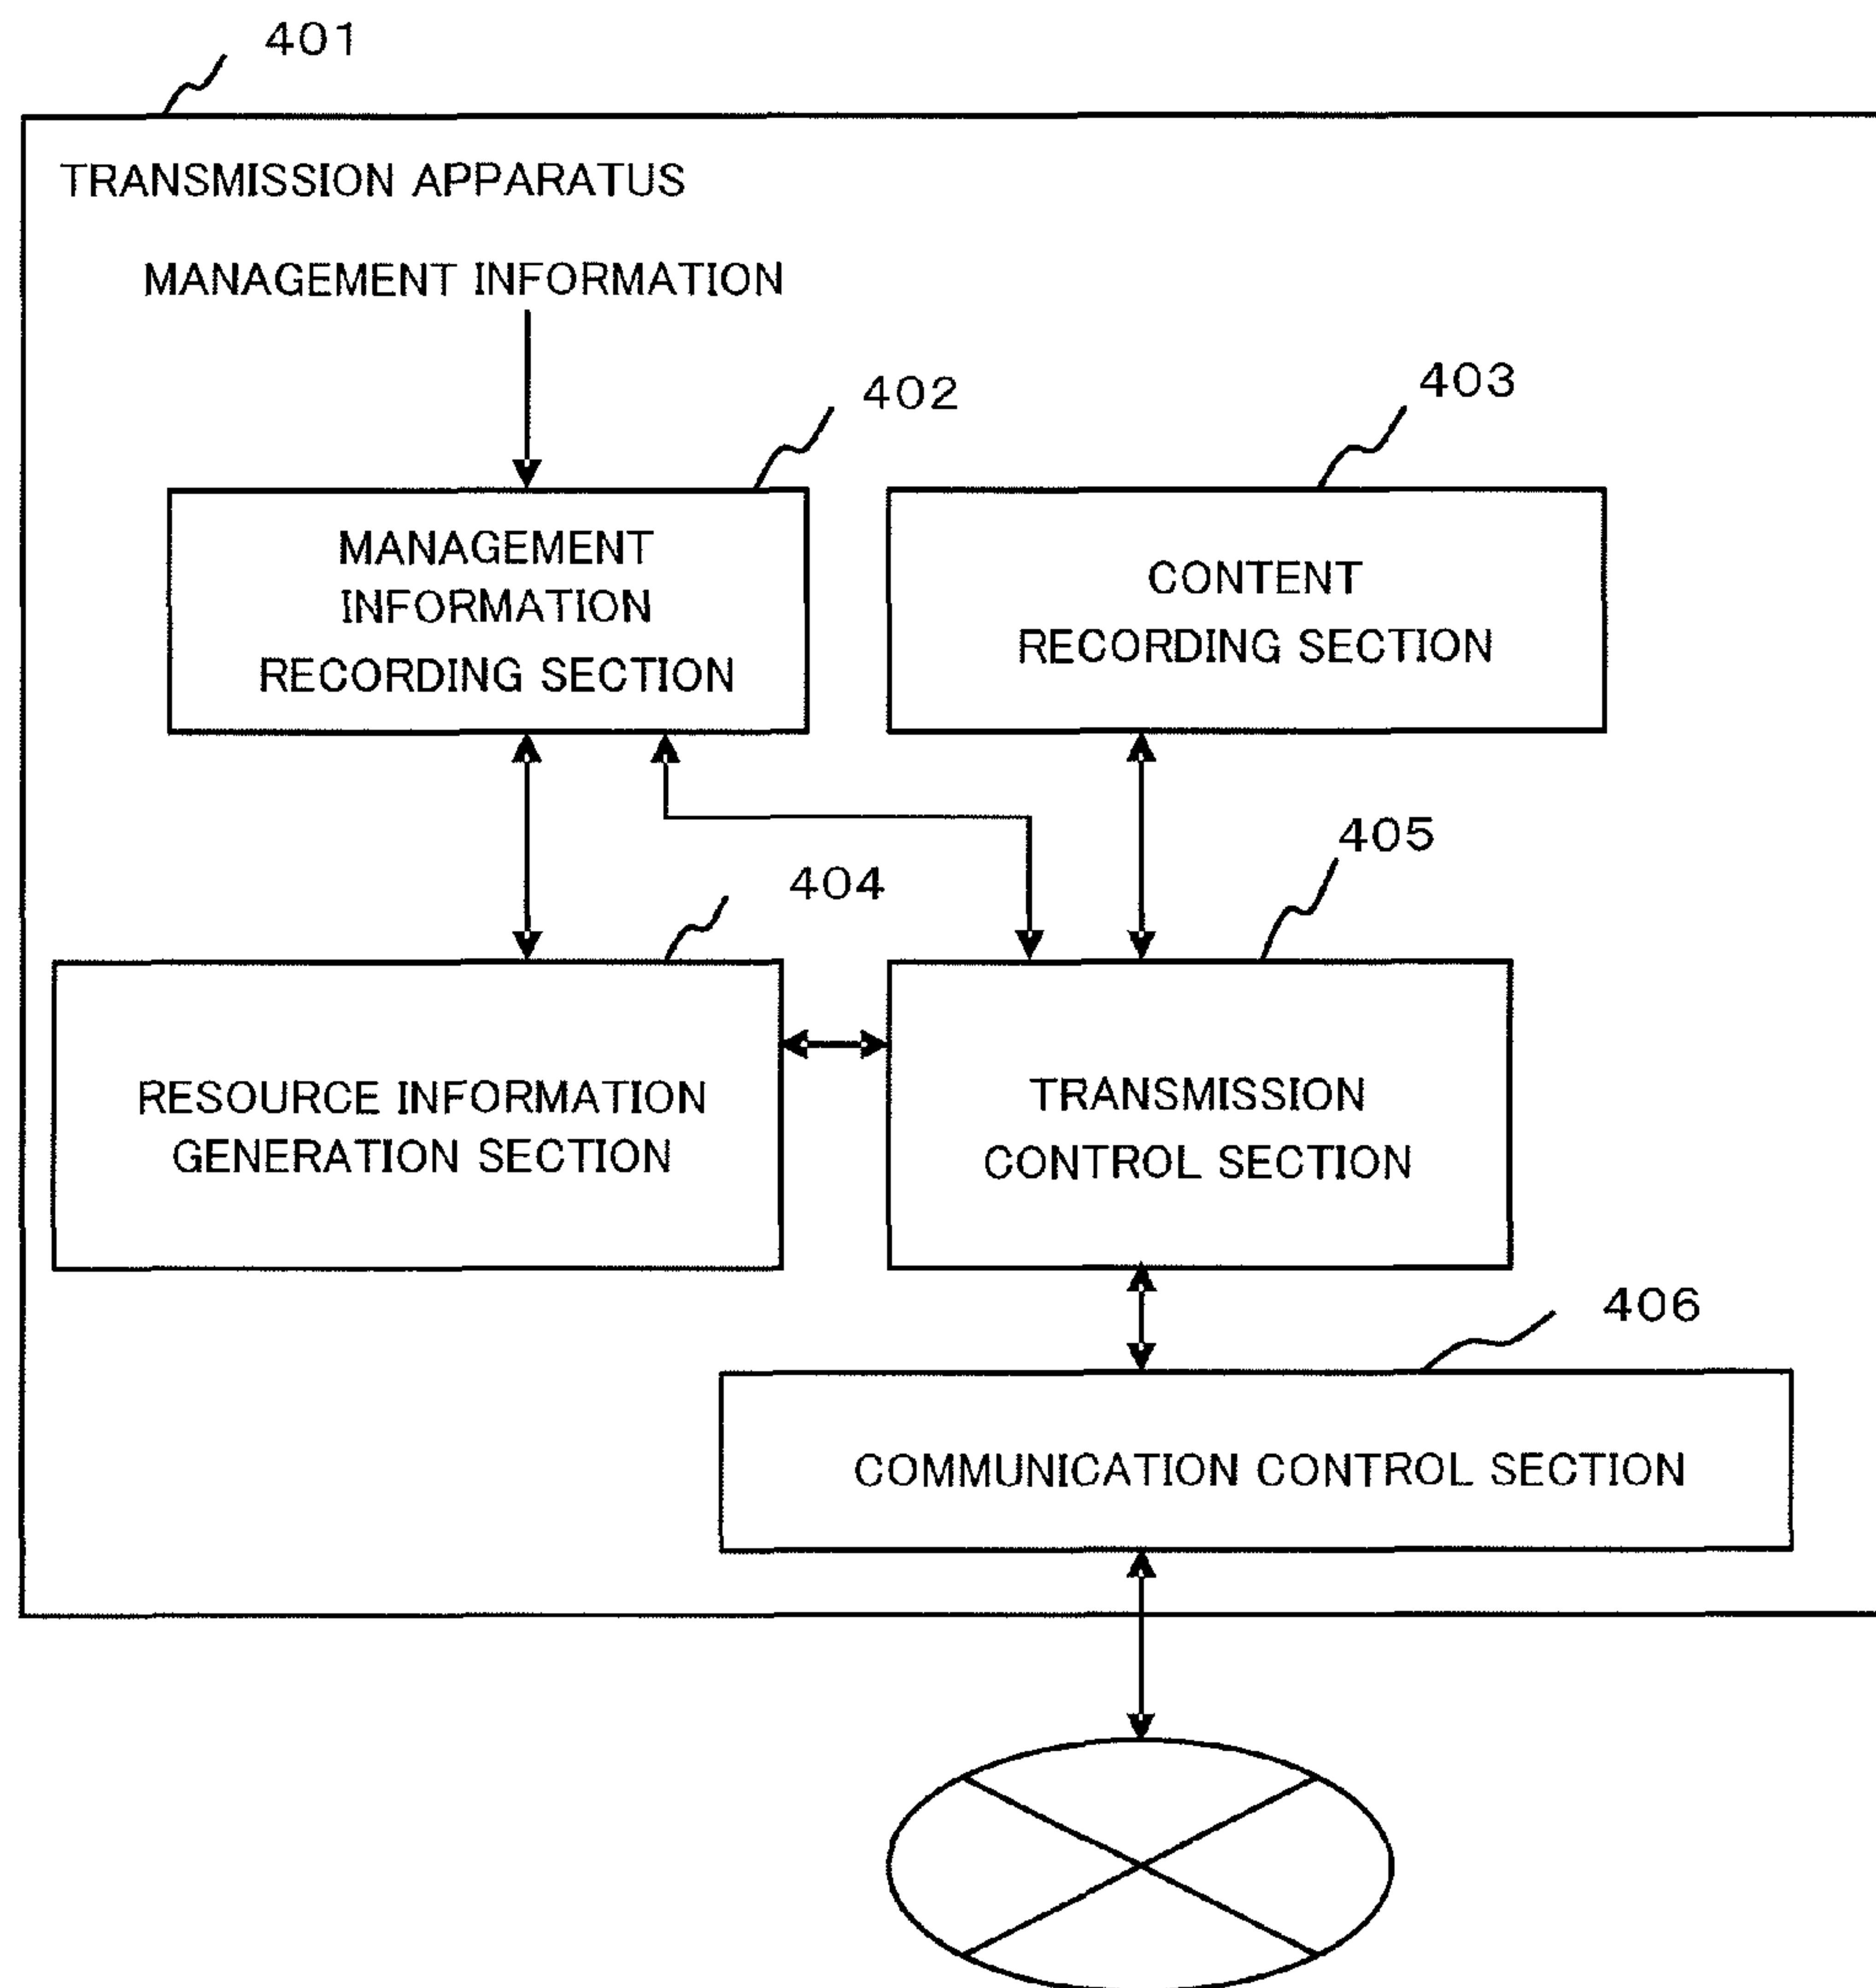 401
TRANSMISSION APPARATUS
MANAGEMENT INFORMATION
402
403
MANAGEMENT
INFORMATION
RECORDING SECTION
CONTENT
RECORDING SECTION
404
405
RESOURCE INFORMATION
GENERATION SECTION
TRANSMISSION
CONTROL SECTION
406
COMMUNICATION CONTROL SECTION